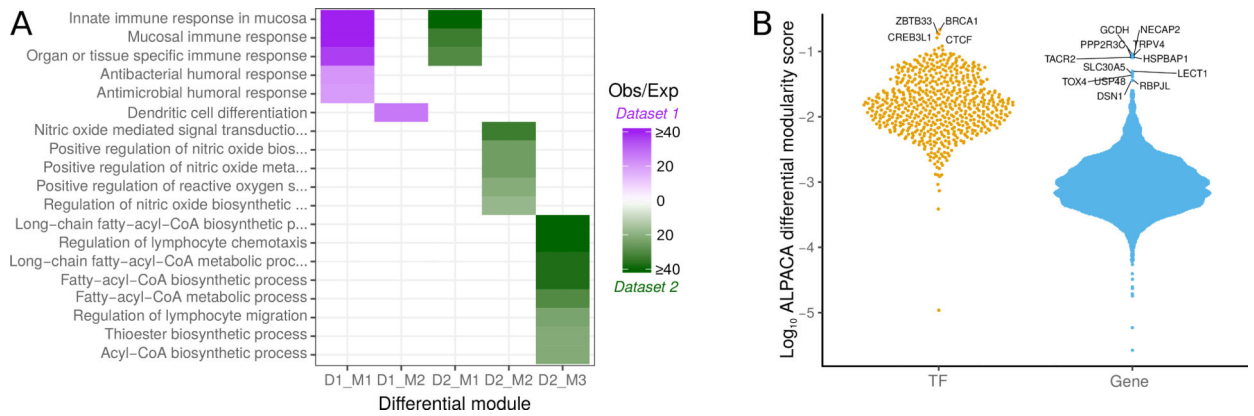 A
Innate immune response in mucosa
Mucosal immune response
Organ or tissue specific immune response
Antibacterial humoral response
Antimicrobial humoral response
Dendritic cell differentiation
Nitric oxide mediated signal transductio...
Positive regulation of nitric oxide bios...
Positive regulation of nitric oxide meta...
Positive regulation of reactive oxygen s...
Regulation of nitric oxide biosynthetic ...
Long−chain fatty−acyl−CoA biosynthetic p...
Regulation of lymphocyte chemotaxis
Long−chain fatty−acyl−CoA metabolic proc...
Fatty−acyl−CoA biosynthetic process
Fatty−acyl−CoA metabolic process
Regulation of lymphocyte migration
Thioester biosynthetic process
Acyl−CoA biosynthetic process
D1_M1 D1_M2 D2_M1 D2_M2 D2_M3
Differential module
Obs/Exp
Dataset 1
≥40
20
0
20
≥40
Dataset 2
B
Log₁₀ ALPACA differential modularity score
−1
−2
−3
−4
−5
ZBTB33 BRCA1
CREB3L1 CTCF
GCDH NECAP2
PPP2R3C TRPV4
TACR2 HSPBAP1
SLC30A5 LECT1
TOX4 USP48 RBPJL
DSN1
TF Gene